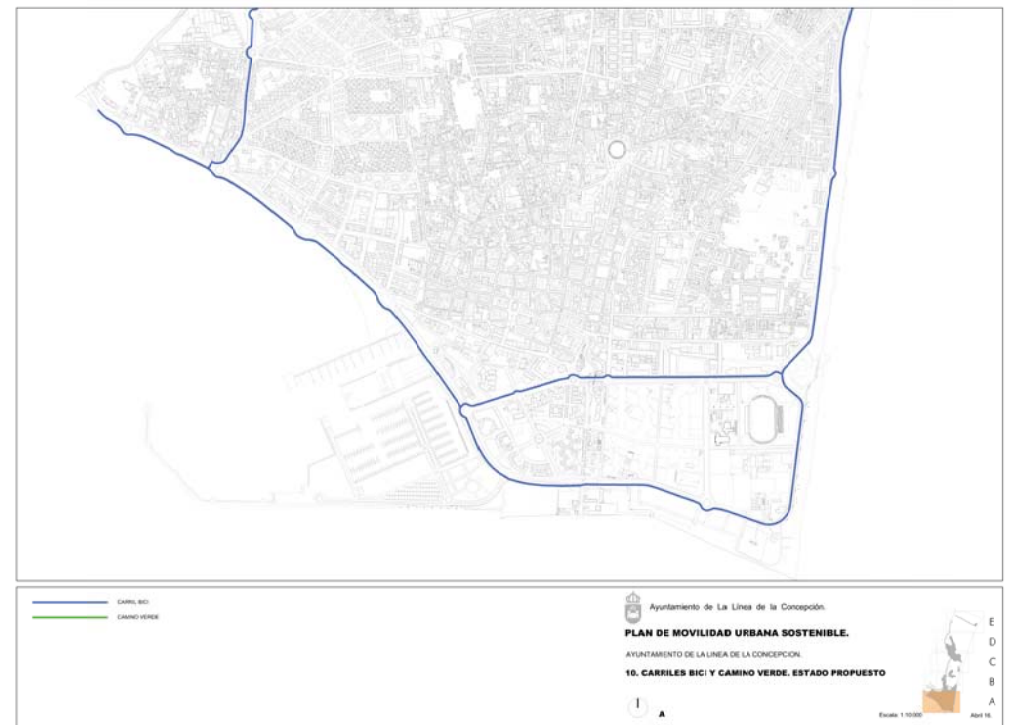 CARRIL BICI
CAMINO VERDE
Ayuntamiento de La Línea de la Concepción.
PLAN DE MOVILIDAD URBANA SOSTENIBLE.
AYUNTAMIENTO DE LA LINEA DE LA CONCEPCION.
10. CARRILES BICI Y CAMINO VERDE. ESTADO PROPUESTO
A
E
D
C
B
A
Escala: 1:10.000
Abril 16.